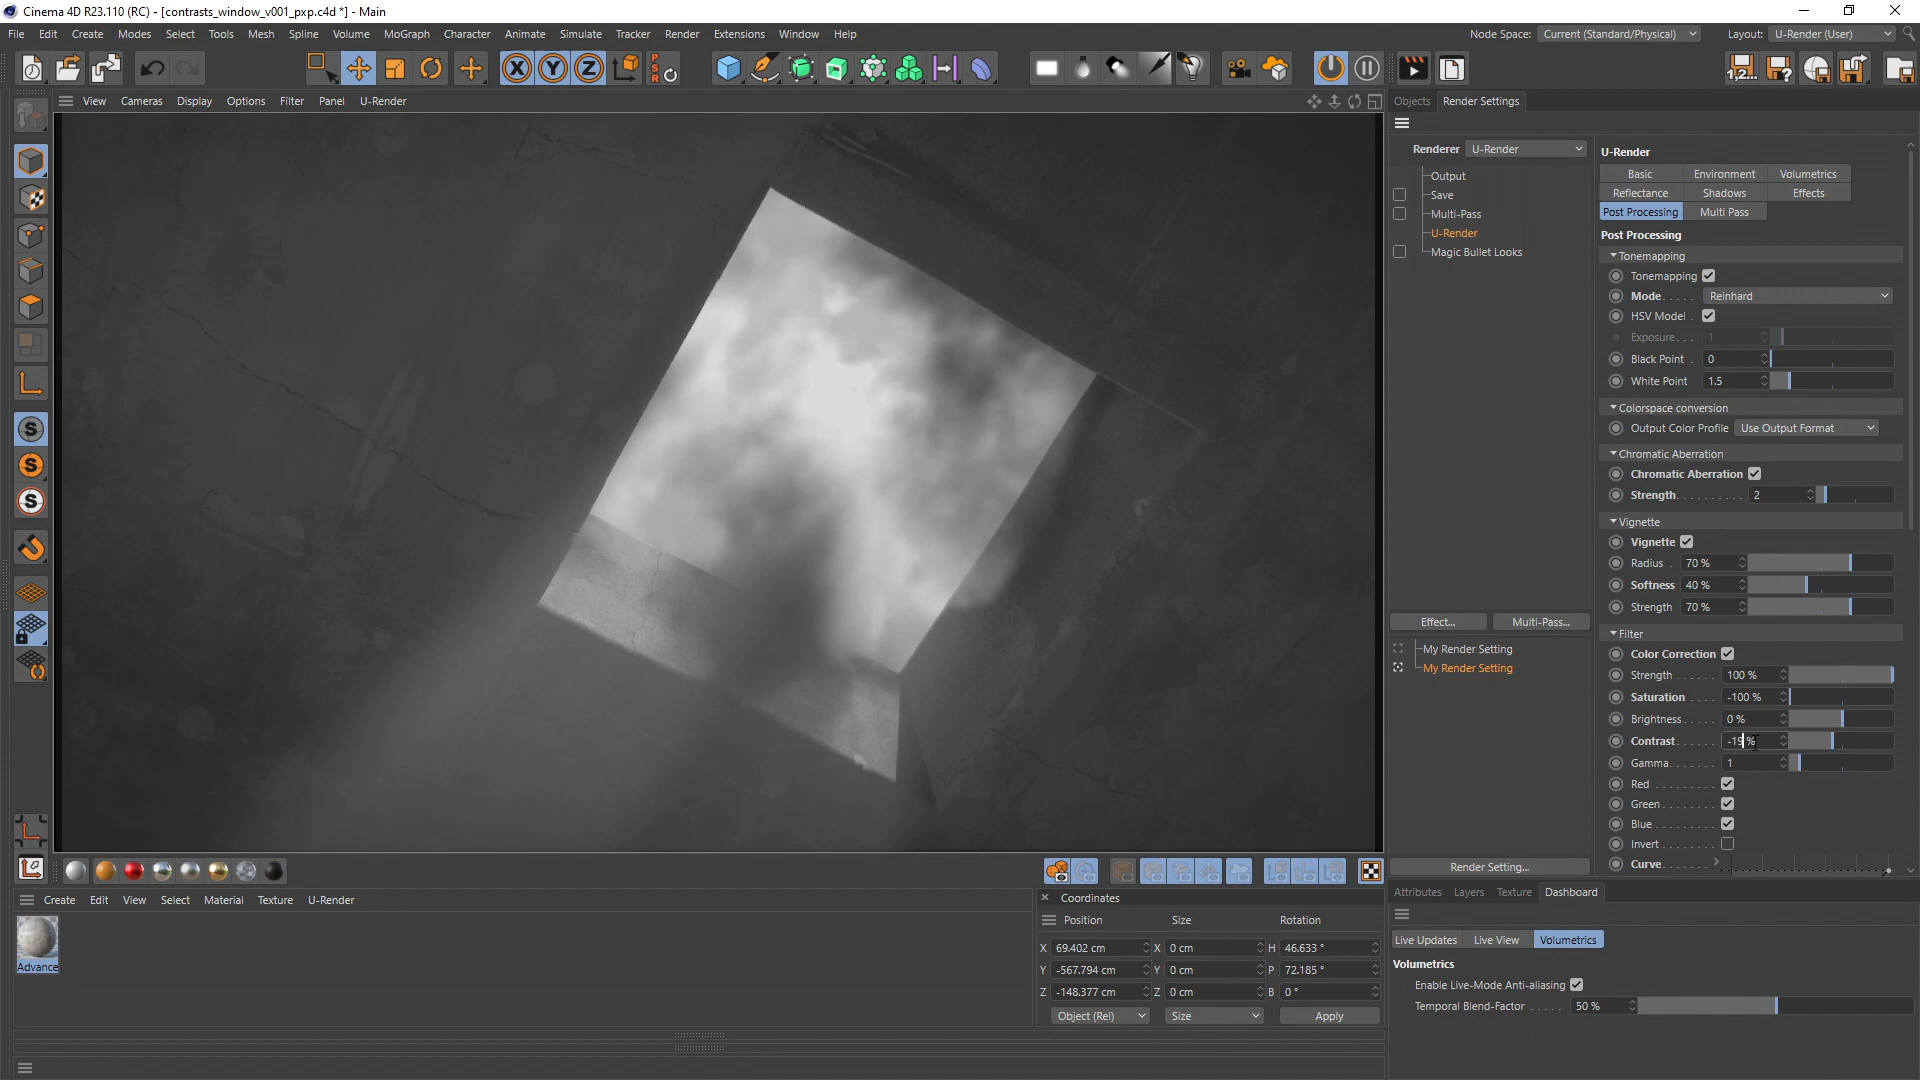 Cinema 4D R23.110 (RC) - [contrasts_window_v001_pxp.c4d *] - Main
File Edit Create Modes Select Tools Mesh Spline Volume MoGraph Character Animate Simulate Tracker Render Extensions Window Help Node Space: Current (Standard/Physical) Layout: U-Render (User)
X Y Z PSR 1,2...
View Cameras Display Options Filter Panel U-Render
Objects Render Settings
Renderer U-Render
Output
Save
Multi-Pass
U-Render
Magic Bullet Looks
Effect... Multi-Pass...
My Render Setting
My Render Setting
Render Setting...
U-Render
Basic Environment Volumetrics
Reflectance Shadows Effects
Post Processing Multi Pass
Post Processing
Tonemapping
Tonemapping
Mode Reinhard
HSV Model
Exposure 1
Black Point 0
White Point 1.5
Colorspace conversion
Output Color Profile Use Output Format
Chromatic Aberration
Chromatic Aberration
Strength 2
Vignette
Vignette
Radius 70 %
Softness 40 %
Strength 70 %
Filter
Color Correction
Strength 100 %
Saturation -100 %
Brightness 0 %
Contrast -15 %
Gamma 1
Red
Green
Blue
Invert
Curve
S
S
S
Create Edit View Select Material Texture U-Render
Advance
Coordinates
Position Size Rotation
X 69.402 cm X 0 cm H 46.633 °
Y -567.794 cm Y 0 cm P 72.185 °
Z -148.377 cm Z 0 cm B 0 °
Object (Rel) Size Apply
Attributes Layers Texture Dashboard
Live Updates Live View Volumetrics
Volumetrics
Enable Live-Mode Anti-aliasing
Temporal Blend-Factor 50 %